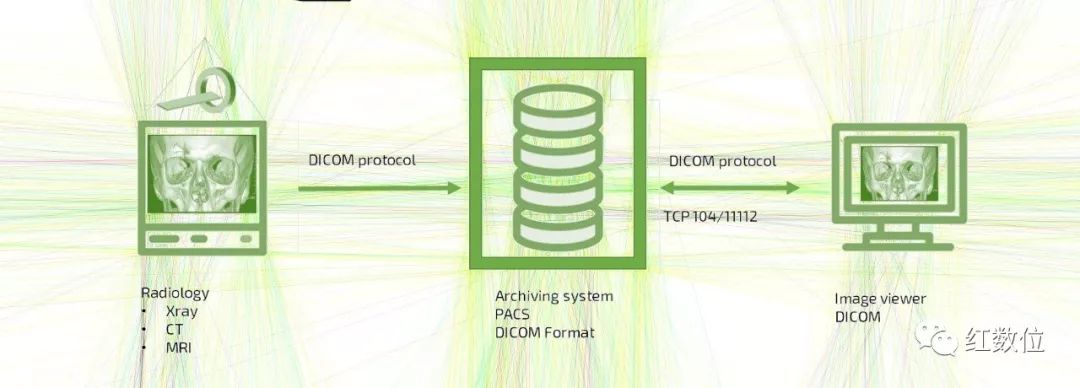 DICOM protocol
DICOM protocol
TCP 104/11112
Radiology
• Xray
• CT
• MRI
Archiving system
PACS
DICOM Format
Image viewer
DICOM
红数位